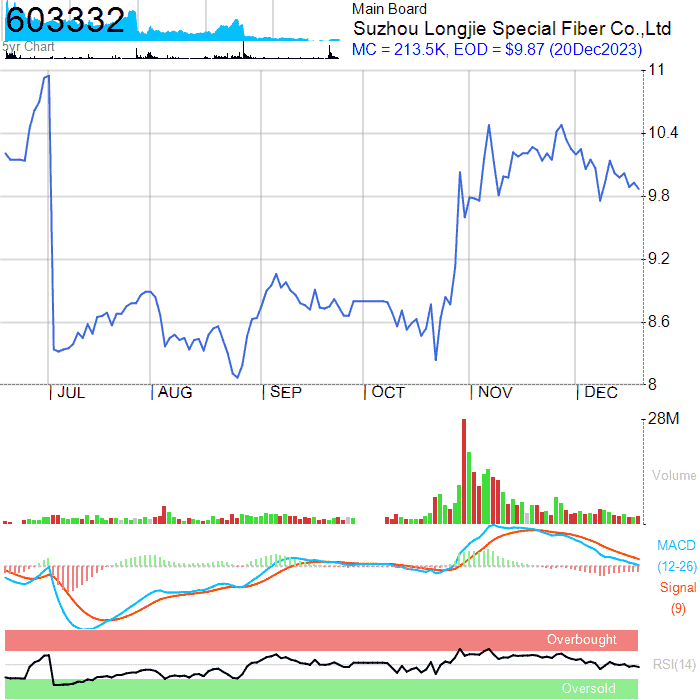 603332
5yr Chart
Main Board
Suzhou Longjie Special Fiber Co.,Ltd
MC = 213.5K, EOD = $9.87 (20Dec2023)
11
10.4
9.8
9.2
8.6
8
JUL AUG SEP OCT NOV DEC
28M
Volume
MACD
(12-26)
Signal
(9)
Overbought
RSI(14)
Oversold